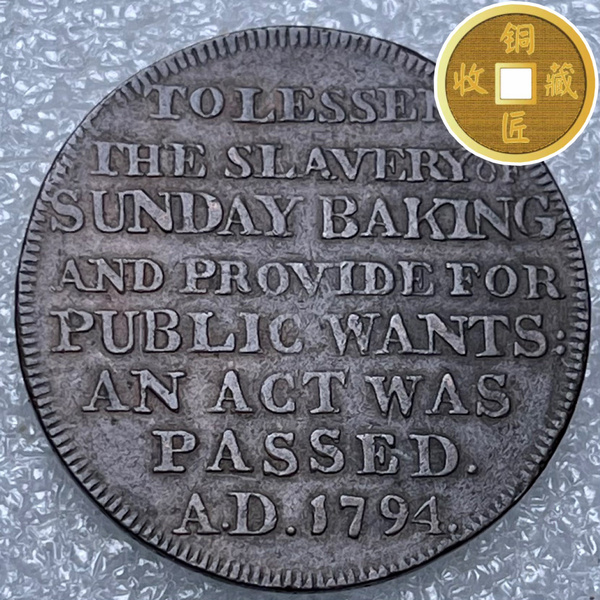 TO LESSEN
THE SLAVERY OF
SUNDAY BAKING
AND PROVIDE FOR
PUBLIC WANTS:
AN ACT WAS
PASSED.
A.D. 1794.
铜
收藏
匠